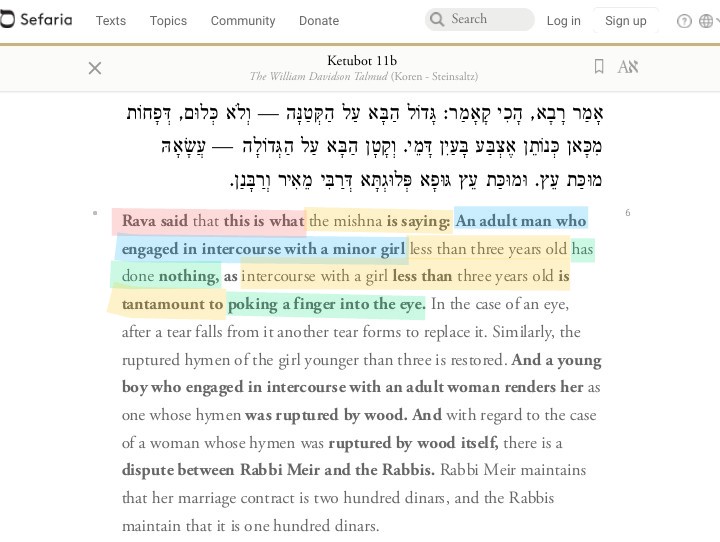 Sefaria
Texts
Topics
Community
Donate
Search
Log in
Sign up
Ketubot 11b
The William Davidson Talmud (Koren - Steinsaltz)
אָמַר רָבָא, הָכִי קָאָמַר: גָּדוֹל הַבָּא עַל הַקְּטַנָּה — וְלֹא כְּלוּם, דְּפָחוֹת
מִכָּאן כְּנוֹתֵן אֶצְבַּע בָּעַיִן דָּמֵי. וְקָטָן הַבָּא עַל הַגְּדוֹלָה — עֲשָׂאָהּ
מוּכַּת עֵץ. וּמוּכַּת עֵץ גּוּפָא פְּלוּגְתָּא דְּרַבִּי מֵאִיר וְרַבָּנַן.
6
Rava said that this is what the mishna is saying: An adult man who
engaged in intercourse with a minor girl less than three years old has
done nothing, as intercourse with a girl less than three years old is
tantamount to poking a finger into the eye. In the case of an eye,
after a tear falls from it another tear forms to replace it. Similarly, the
ruptured hymen of the girl younger than three is restored. And a young
boy who engaged in intercourse with an adult woman renders her as
one whose hymen was ruptured by wood. And with regard to the case
of a woman whose hymen was ruptured by wood itself, there is a
dispute between Rabbi Meir and the Rabbis. Rabbi Meir maintains
that her marriage contract is two hundred dinars, and the Rabbis
maintain that it is one hundred dinars.